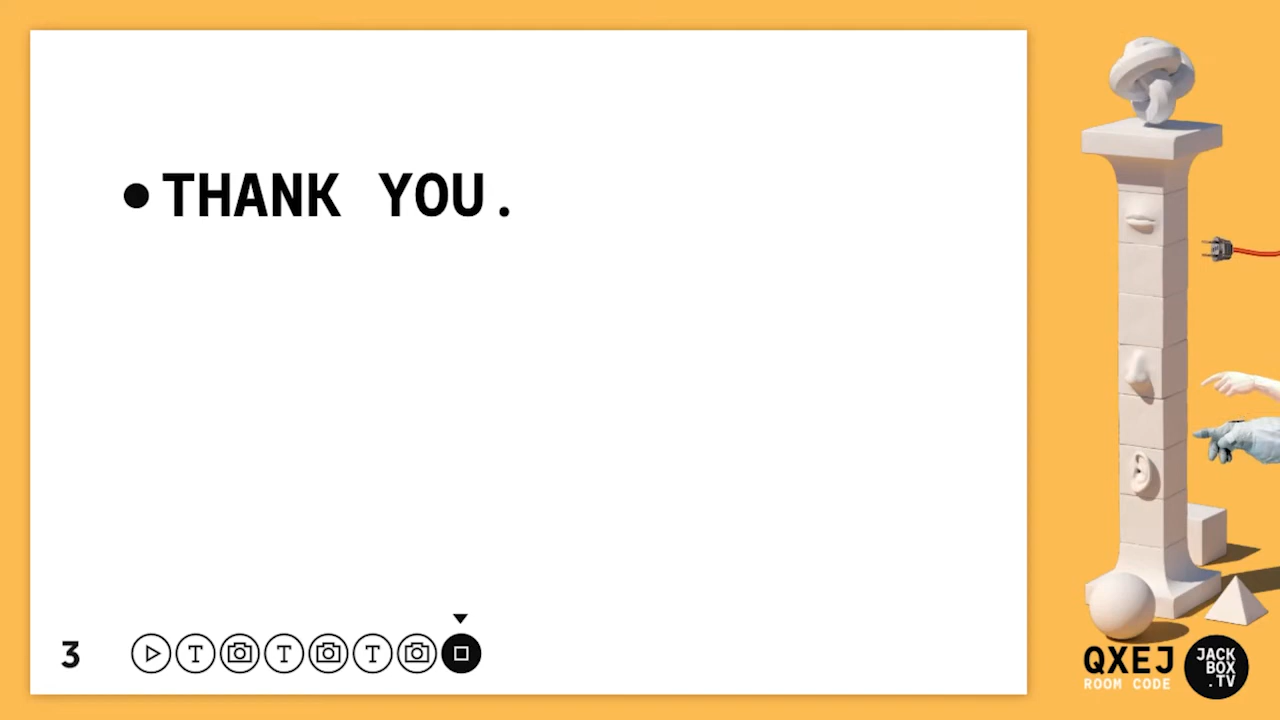 THANK YOU.
3
T T T
QXEJ
ROOM CODE
JACK
BOX
.TV